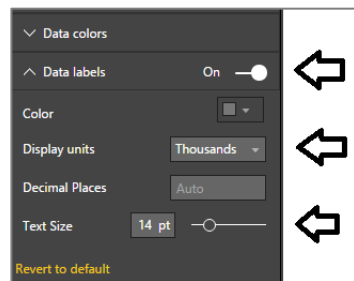 Data colors
Data labels On
Color
Display units Thousands
Decimal Places Auto
Text Size 14 pt
Revert to default